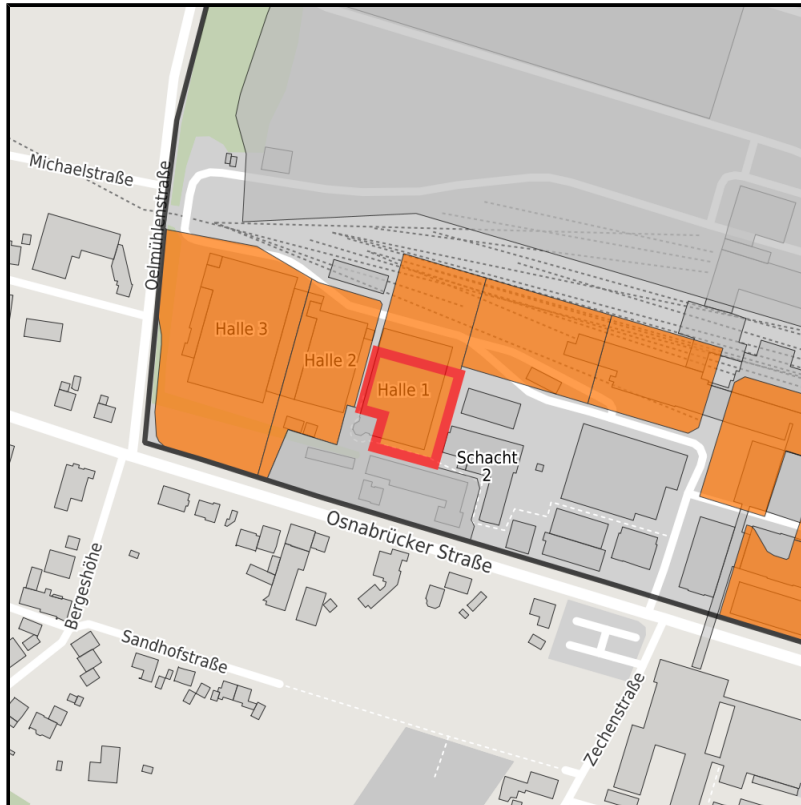 Michaelstraße
Oelmühlenstraße
Halle 3
Halle 2
Halle 1
Schacht
2
Osnabrücker Straße
Bergeshöhe
Sandhofstraße
Zechenstraße